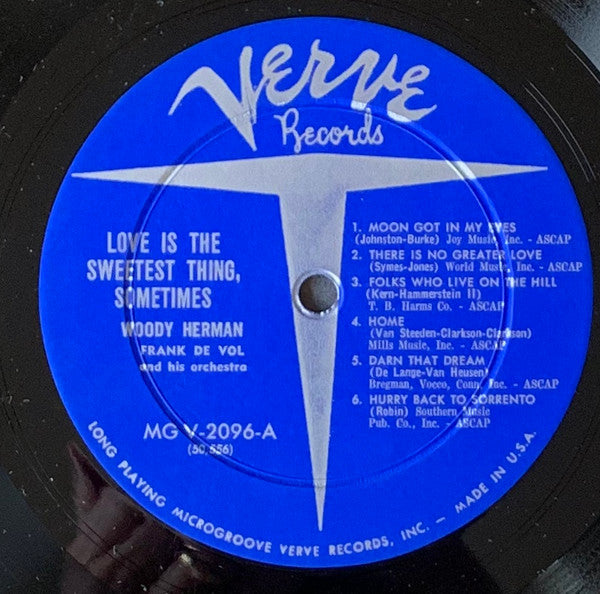 Verve
Records
LOVE IS THE
SWEETEST THING,
SOMETIMES
WOODY HERMAN
FRANK DE VOL
and his orchestra
MG V-2096-A
(50,556)
1. MOON GOT IN MY EYES
(Johnston-Burke) Joy Music, Inc. - ASCAP
2. THERE IS NO GREATER LOVE
(Symes-Jones) World Music, Inc. - ASCAP
3. FOLKS WHO LIVE ON THE HILL
(Kern-Hammerstein II)
T. B. Harms Co. - ASCAP
4. HOME
(Van Steeden-Clarkson-Clarkson)
Mills Music, Inc. - ASCAP
5. DARN THAT DREAM
(De Lange-Van Heusen)
Bregman, Vocco, Conn, Inc. - ASCAP
6. HURRY BACK TO SORRENTO
(Robin) Southern Music
Pub. Co., Inc. - ASCAP
LONG PLAYING MICROGROOVE VERVE RECORDS, INC. — MADE IN U.S.A.